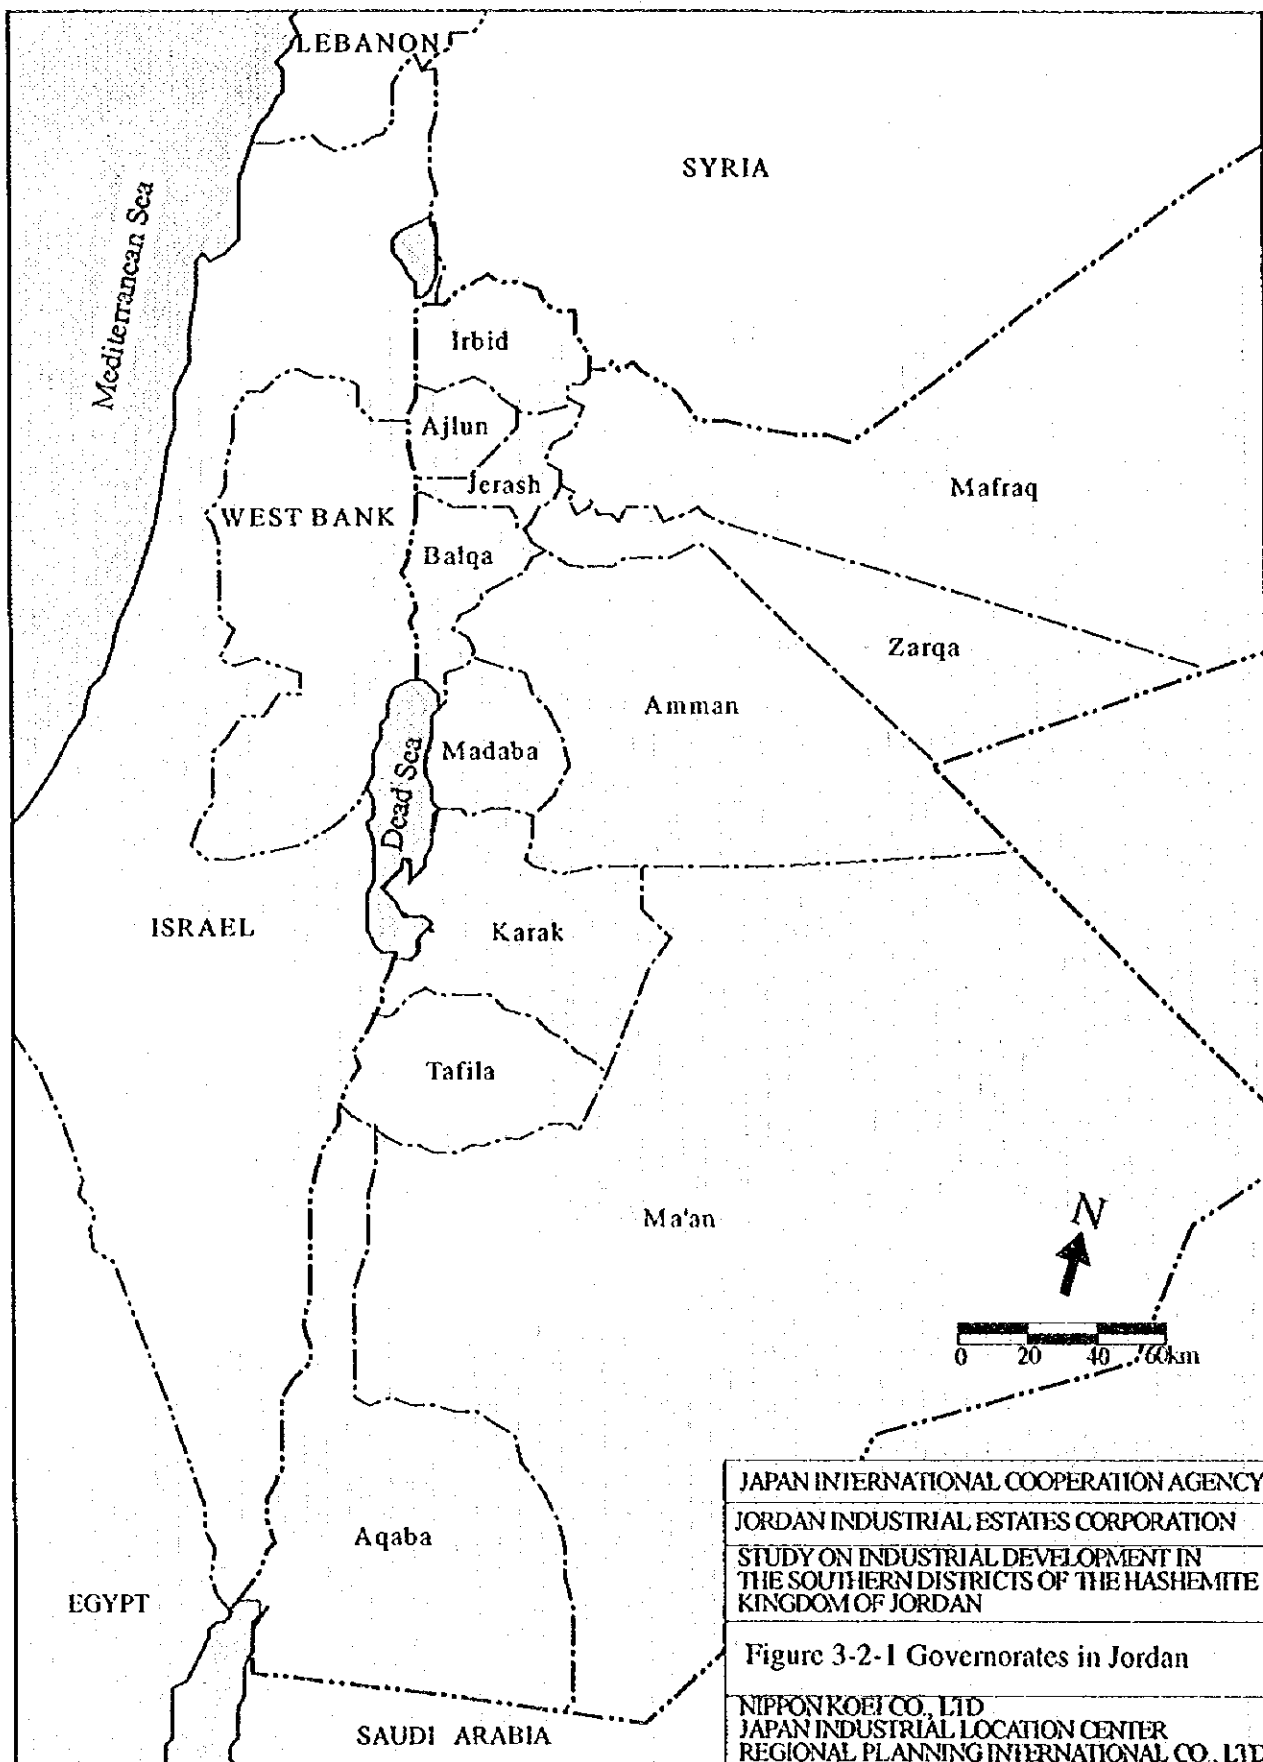 LEBANON
SYRIA
Mediterranean Sea
Irbid
Ajlun
Jerash
Mafraq
WEST BANK
Balqa
Zarqa
Amman
Madaba
Dead Sea
ISRAEL
Karak
Tafila
Ma'an
N
0 20 40 60km
Aqaba
EGYPT
SAUDI ARABIA
JAPAN INTERNATIONAL COOPERATION AGENCY
JORDAN INDUSTRIAL ESTATES CORPORATION
STUDY ON INDUSTRIAL DEVELOPMENT IN
THE SOUTHERN DISTRICTS OF THE HASHEMITE
KINGDOM OF JORDAN
Figure 3-2-1 Governorates in Jordan
NIPPON KOEI CO., LTD
JAPAN INDUSTRIAL LOCATION CENTER
REGIONAL PLANNING INTERNATIONAL CO., LTD